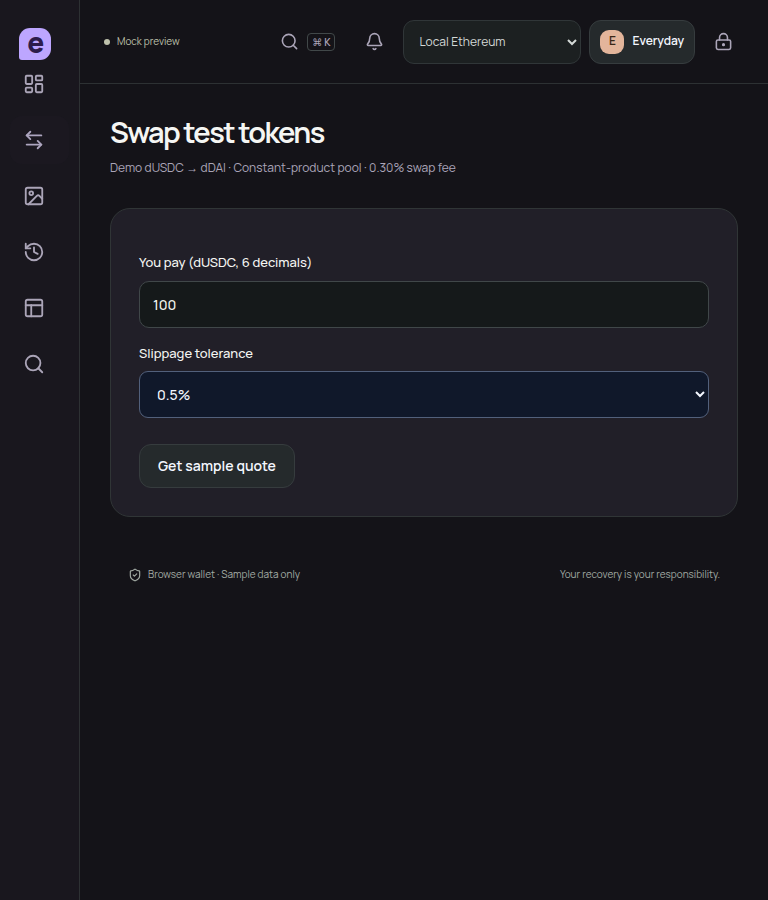 e
Mock preview
⌘ K
Local Ethereum
E
Everyday
Swap test tokens
Demo dUSDC → dDAI · Constant-product pool · 0.30% swap fee
You pay (dUSDC, 6 decimals)
100
Slippage tolerance
0.5%
Get sample quote
Browser wallet · Sample data only
Your recovery is your responsibility.